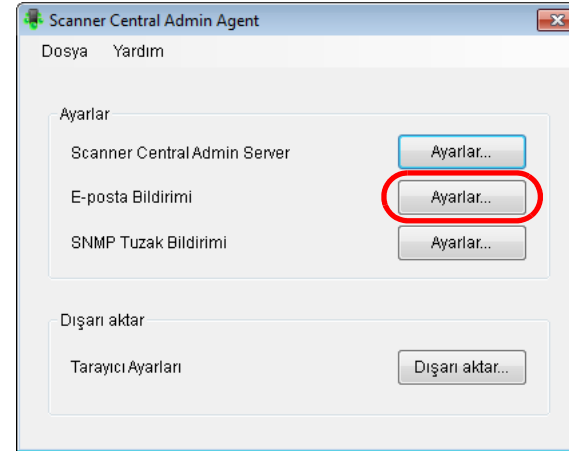 Scanner Central Admin Agent
Dosya Yardım
Ayarlar
Scanner Central Admin Server Ayarlar...
E-posta Bildirimi Ayarlar...
SNMP Tuzak Bildirimi Ayarlar...
Dışarı aktar
Tarayıcı Ayarları Dışarı aktar...